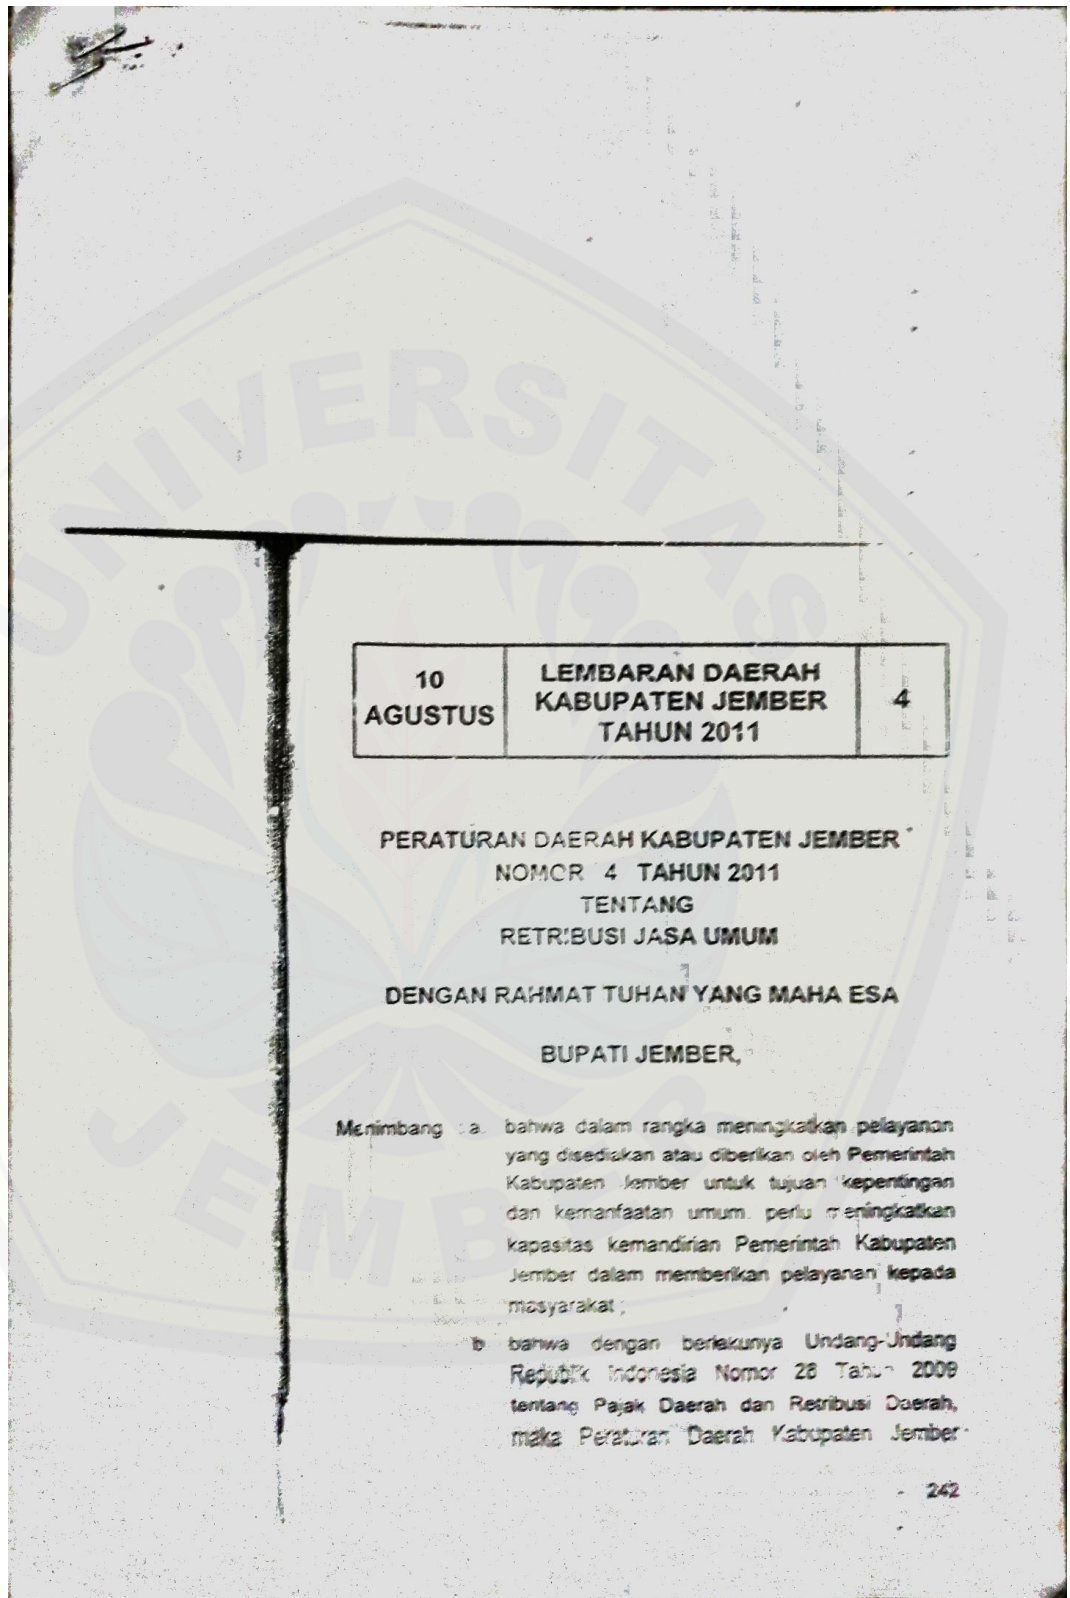 UNIVERSITAS
JEMBER
10
AGUSTUS
LEMBARAN DAERAH
KABUPATEN JEMBER
TAHUN 2011
4
PERATURAN DAERAH KABUPATEN JEMBER
NOMOR 4 TAHUN 2011
TENTANG
RETRIBUSI JASA UMUM
DENGAN RAHMAT TUHAN YANG MAHA ESA
BUPATI JEMBER,
Menimbang : a. bahwa dalam rangka meningkatkan pelayanan
yang disediakan atau diberikan oleh Pemerintah
Kabupaten Jember untuk tujuan kepentingan
dan kemanfaatan umum, perlu meningkatkan
kapasitas kemandirian Pemerintah Kabupaten
Jember dalam memberikan pelayanan kepada
masyarakat ;
b bahwa dengan berlakunya Undang-Undang
Republik Indonesia Nomor 28 Tahun 2009
tentang Pajak Daerah dan Retribusi Daerah,
maka Peraturan Daerah Kabupaten Jember
242